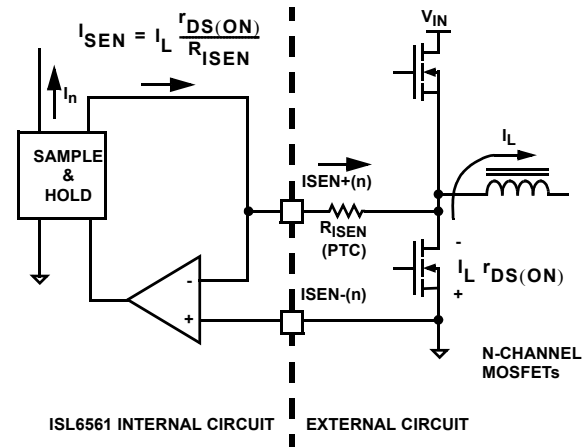 I_SEN = I_L r_DS(ON) / R_ISEN
V_IN
I_n
SAMPLE
&
HOLD
ISEN+(n)
I_L
R_ISEN
(PTC)
-
I_L r_DS(ON)
+
-
+
ISEN-(n)
N-CHANNEL
MOSFETs
ISL6561 INTERNAL CIRCUIT
EXTERNAL CIRCUIT